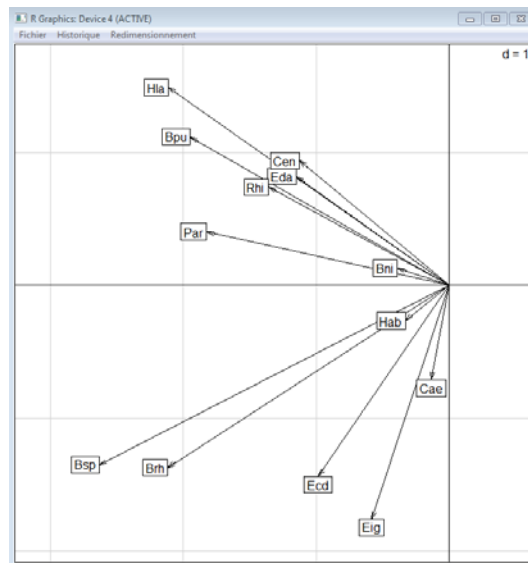 R Graphics: Device 4 (ACTIVE)
Fichier Historique Redimensionnement
d = 1
Hla
Bpu
Cen
Eda
Rhi
Par
Bni
Hab
Cae
Bsp
Brh
Ecd
Eig